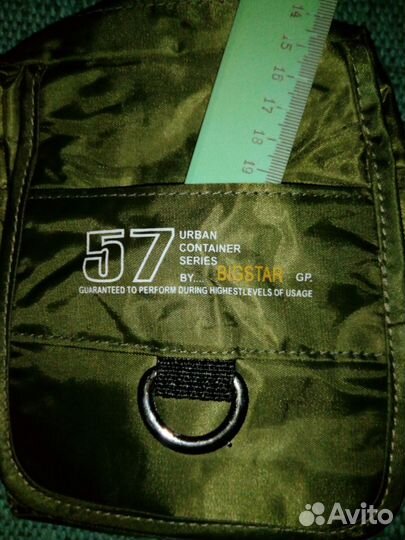 14 15 16 17 18 19
57 URBAN
CONTAINER
SERIES
BY.... BIGSTAR GP.
GUARANTEED TO PERFORM DURING HIGHESTLEVELS OF USAGE
Avito